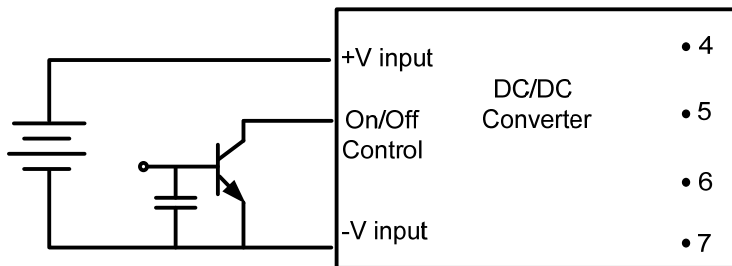 +V input
On/Off
Control
-V input
DC/DC
Converter
4
5
6
7